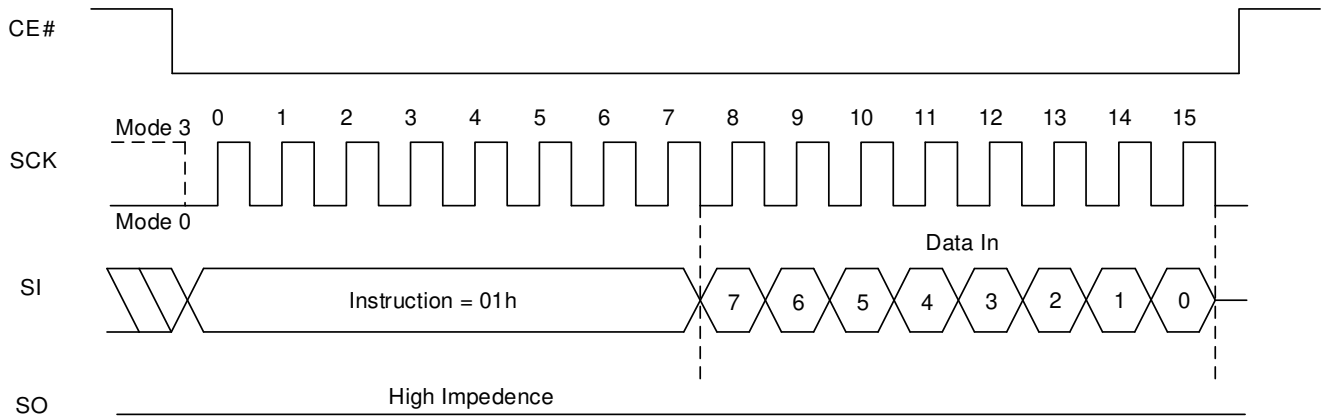 CE#
0 1 2 3 4 5 6 7 8 9 10 11 12 13 14 15
Mode 3
SCK
Mode 0
Data In
SI
Instruction = 01h 7 6 5 4 3 2 1 0
High Impedence
SO